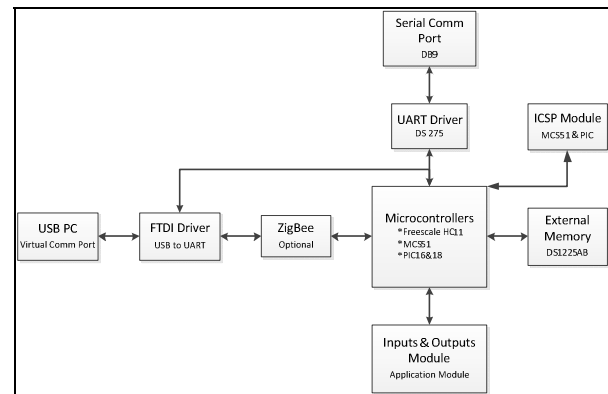 Serial Comm
Port
DB9
UART Driver
DS 275
ICSP Module
MCS51 & PIC
USB PC
Virtual Comm Port
FTDI Driver
USB to UART
ZigBee
Optional
Microcontrollers
*Freescale HC11
*MCS51
*PIC16&18
External
Memory
DS1225AB
Inputs & Outputs
Module
Application Module